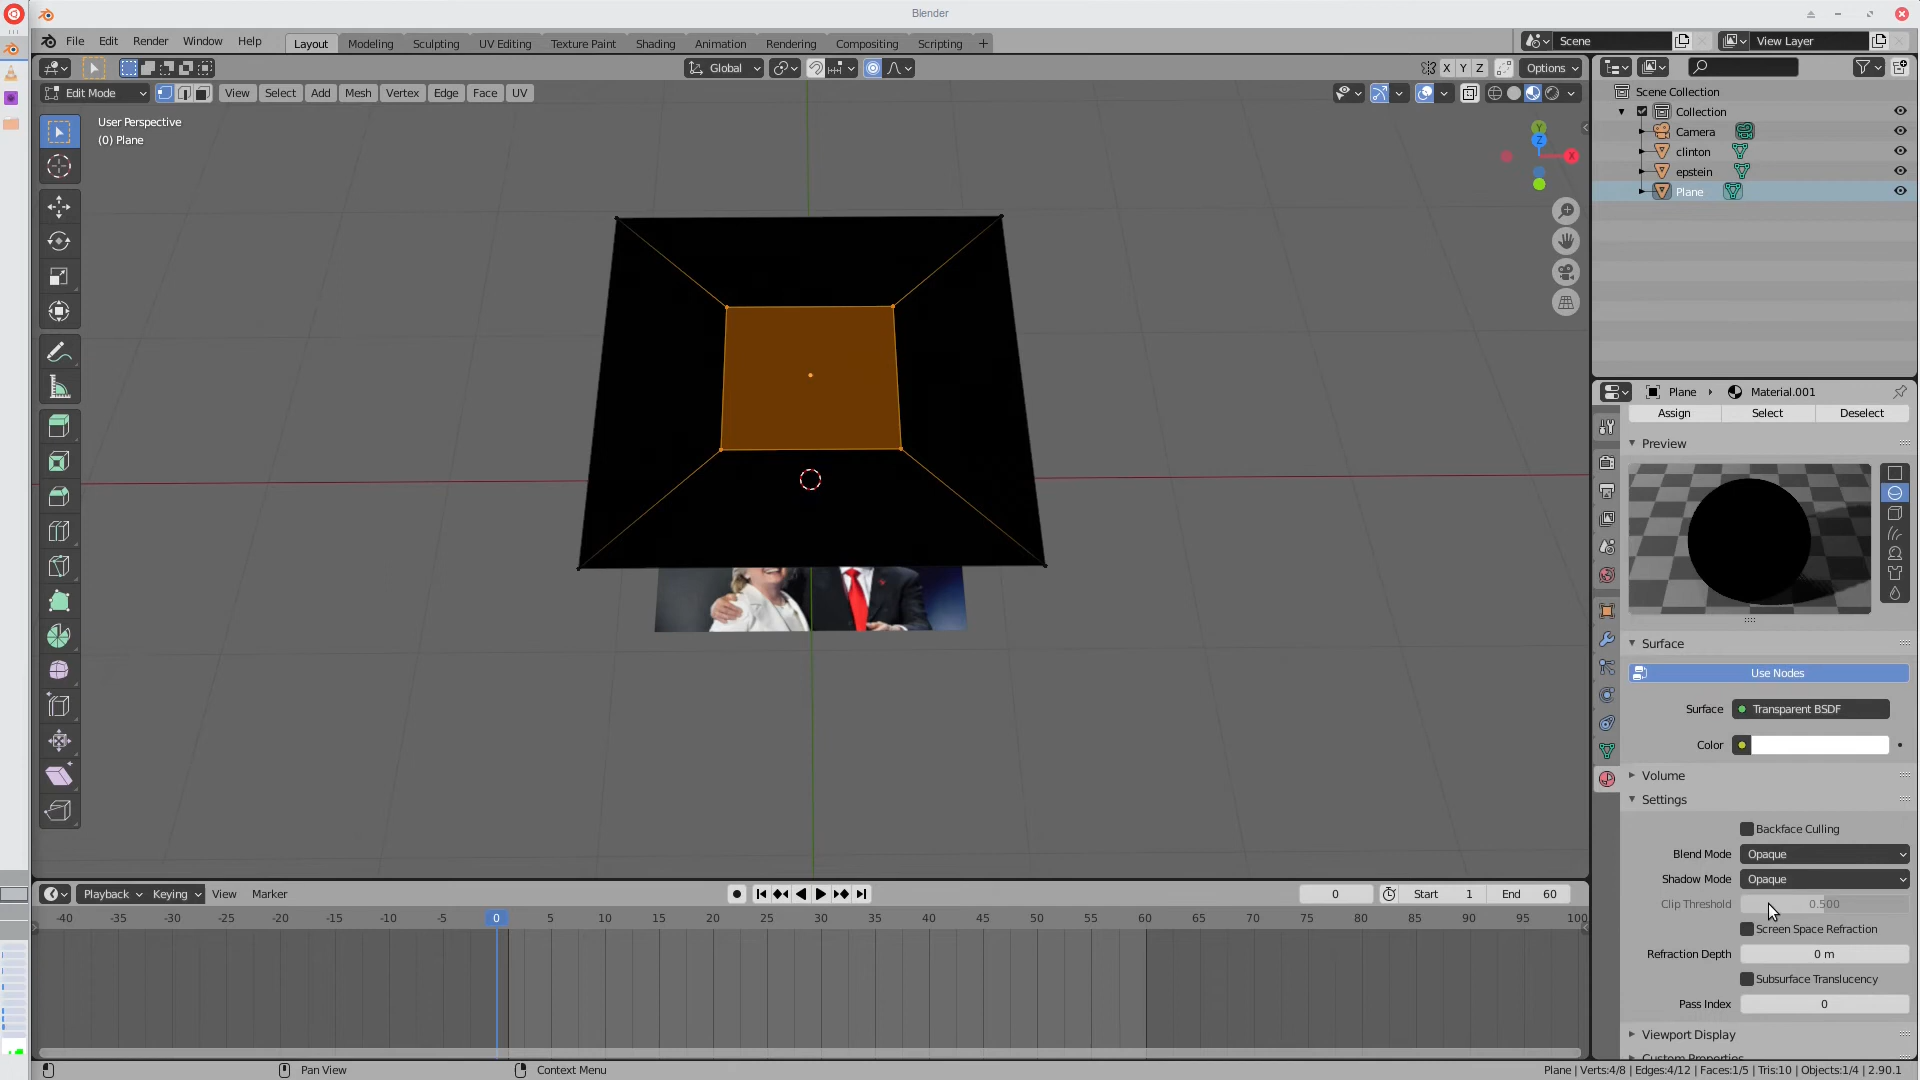 Blender
File Edit Render Window Help Layout Modeling Sculpting UV Editing Texture Paint Shading Animation Rendering Compositing Scripting + Scene View Layer
Global X Y Z Options
Edit Mode View Select Add Mesh Vertex Edge Face UV
User Perspective
(0) Plane
Y
Z
X
Scene Collection
Collection
Camera
clinton
epstein
Plane
Plane Material.001
Assign Select Deselect
Preview
Surface
Use Nodes
Surface Transparent BSDF
Color
Volume
Settings
Backface Culling
Blend Mode Opaque
Shadow Mode Opaque
Clip Threshold 0.500
Screen Space Refraction
Refraction Depth 0 m
Subsurface Translucency
Pass Index 0
Viewport Display
Custom Properties
Playback Keying View Marker 0 Start 1 End 60
-40 -35 -30 -25 -20 -15 -10 -5 0 5 10 15 20 25 30 35 40 45 50 55 60 65 70 75 80 85 90 95 100
Pan View Context Menu Plane | Verts:4/8 | Edges:4/12 | Faces:1/5 | Tris:10 | Objects:1/4 | 2.90.1